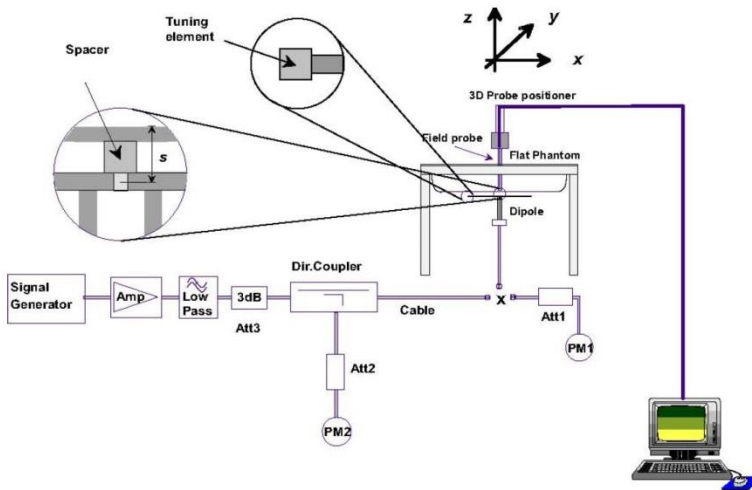 Tuning
element
Spacer
s
z
y
x
3D Probe positioner
Field probe
Flat Phantom
Dipole
Dir.Coupler
Signal
Generator
Amp
Low
Pass
3dB
Att3
Cable
x
Att1
PM1
Att2
PM2